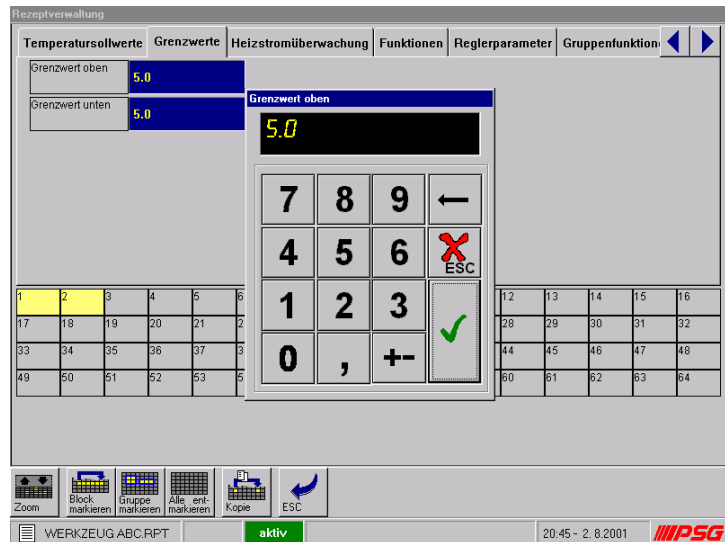 Rezeptverwaltung
Temperatursollwerte Grenzwerte Heizstromüberwachung Funktionen Reglerparameter Gruppenfunktion
Grenzwert oben 5.0
Grenzwert unten 5.0
Grenzwert oben
5.0
7 8 9 ←
4 5 6 ESC
1 2 3
0 , +-
1 2 3 4 5 6 12 13 14 15 16
17 18 19 20 21 2 28 29 30 31 32
33 34 35 36 37 3 44 45 46 47 48
49 50 51 52 53 5 60 61 62 63 64
Zoom
Block markieren
Gruppe markieren
Alle ent- markieren
Kopie
ESC
WERKZEUG ABC.RPT aktiv 20:45 - 2. 8.2001 PSG